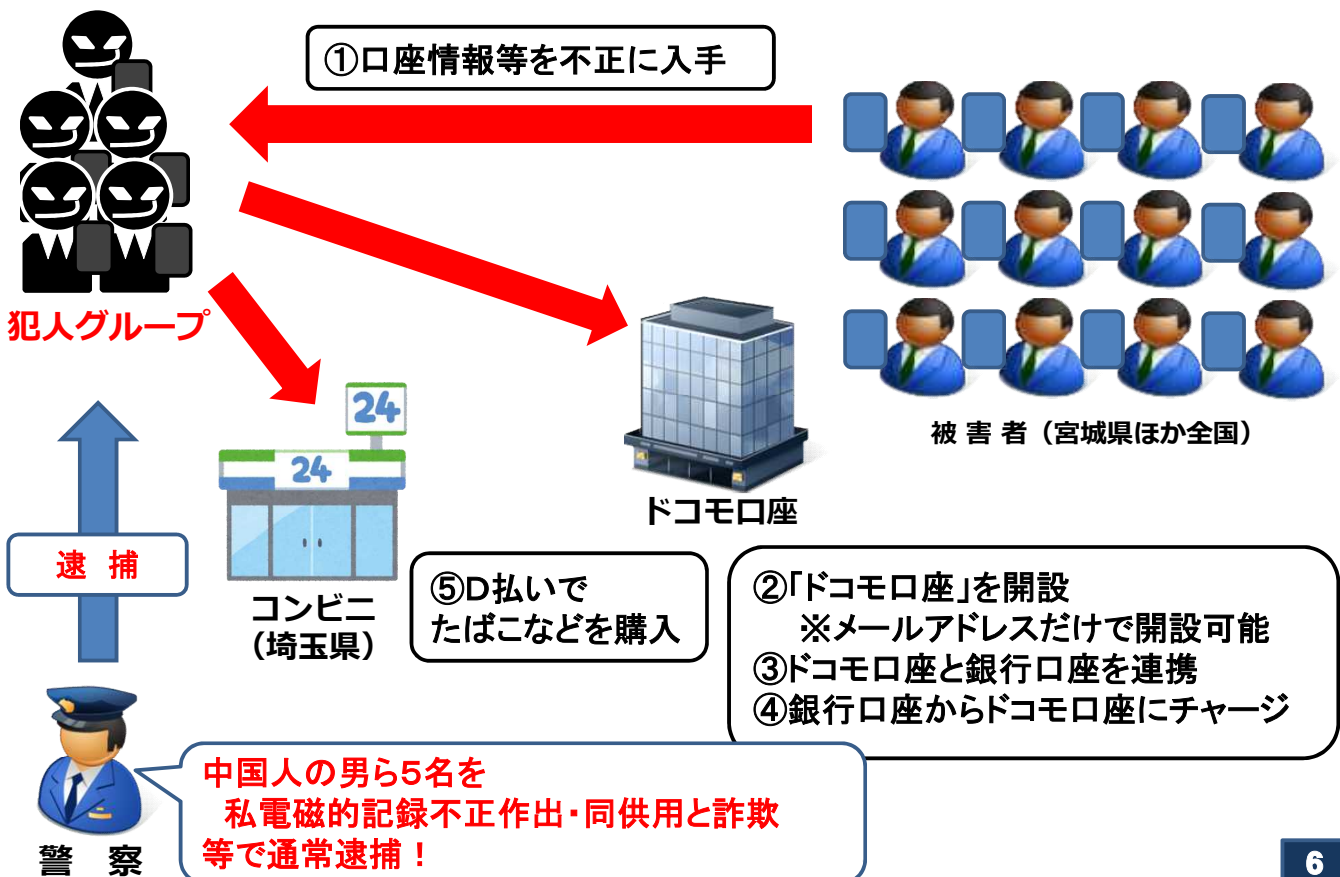 ①口座情報等を不正に入手
犯人グループ
24
24
コンビニ
(埼玉県)
ドコモ口座
被 害 者（宮城県ほか全国）
⑤D払いで
たばこなどを購入
②「ドコモ口座」を開設
※メールアドレスだけで開設可能
③ドコモ口座と銀行口座を連携
④銀行口座からドコモ口座にチャージ
逮 捕
警 察
中国人の男ら5名を
私電磁的記録不正作出・同供用と詐欺
等で通常逮捕！
6